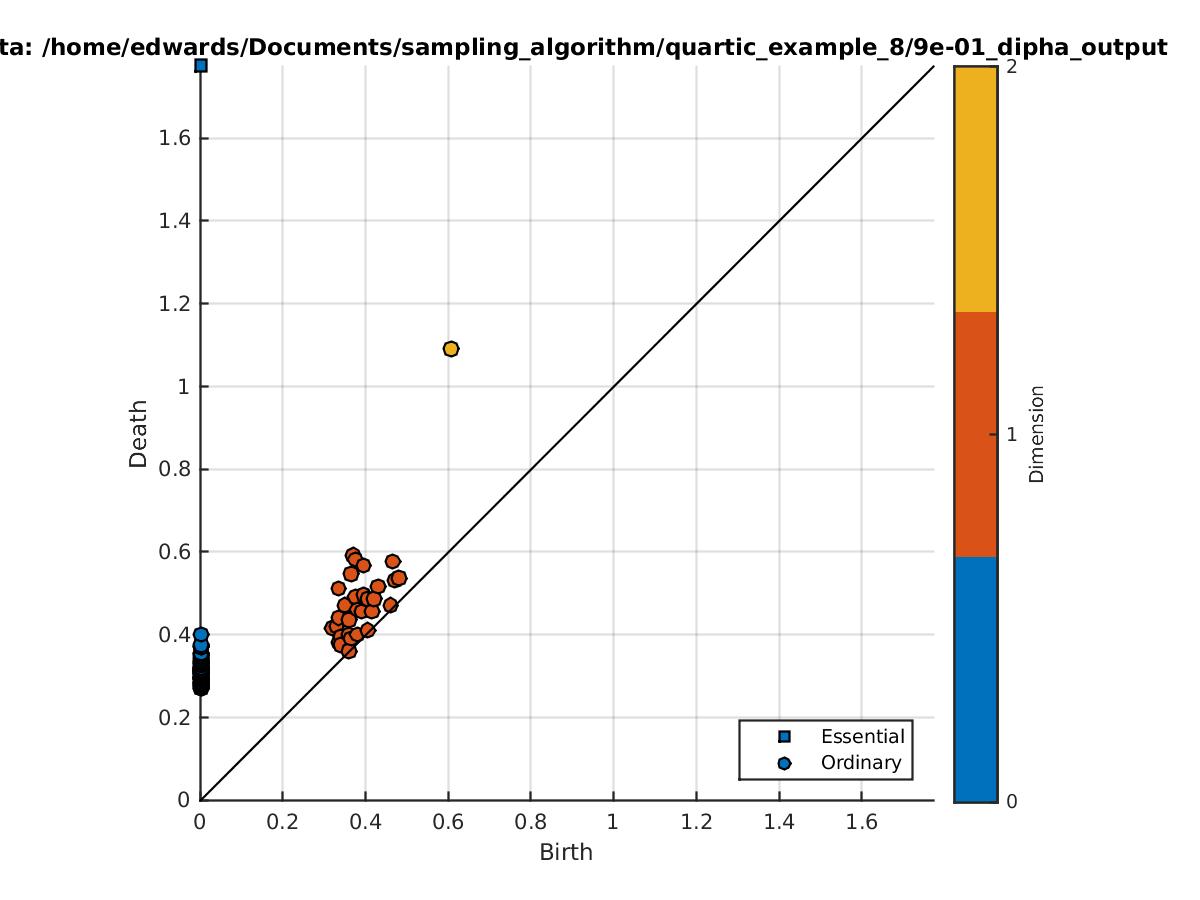 ta: /home/edwards/Documents/sampling_algorithm/quartic_example_8/9e-01_dipha_output
Death
1.6
1.4
1.2
1
0.8
0.6
0.4
0.2
0
0 0.2 0.4 0.6 0.8 1 1.2 1.4 1.6
Birth
Essential
Ordinary
2
1
0
Dimension